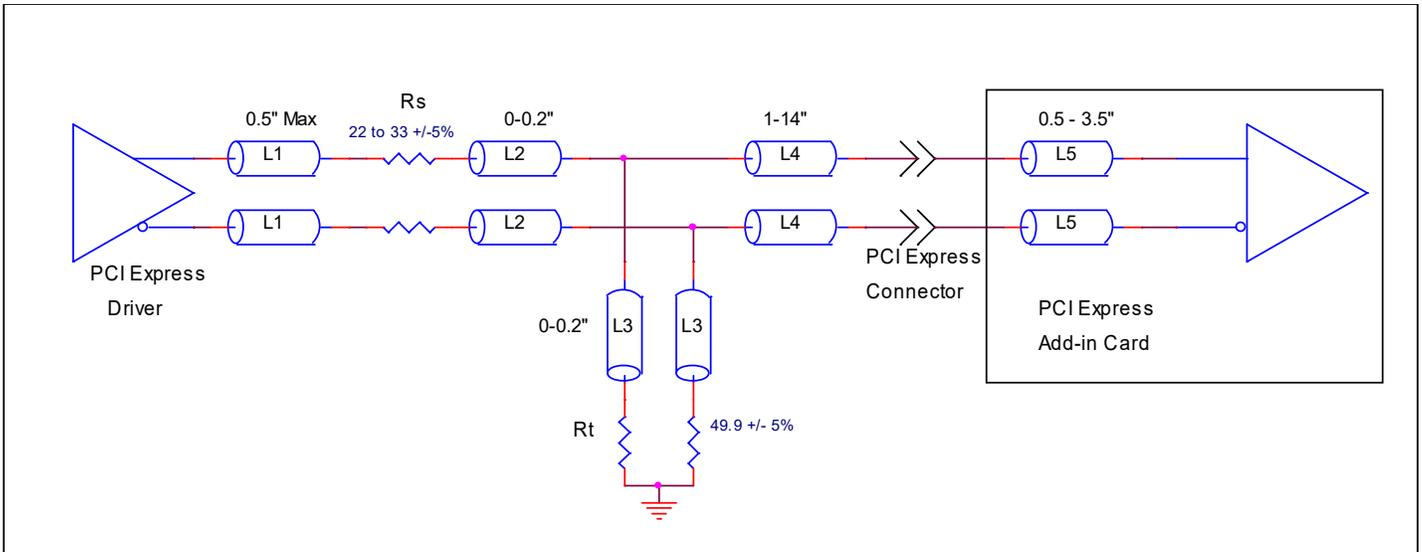 Rs
0.5" Max
22 to 33 +/-5%
0-0.2"
1-14"
0.5 - 3.5"
L1
L2
L4
L5
L1
L2
L4
L5
PCI Express
Driver
PCI Express
Connector
PCI Express
Add-in Card
0-0.2"
L3
L3
Rt
49.9 +/- 5%